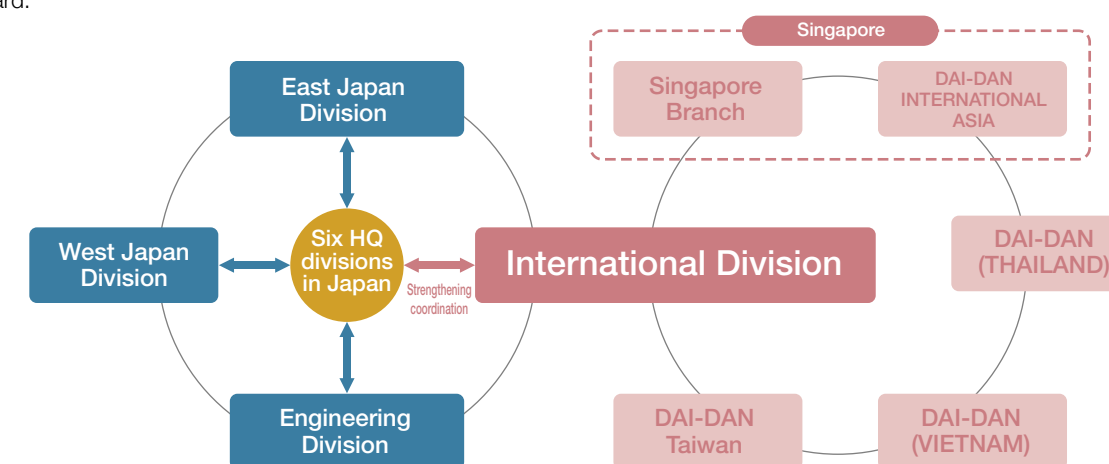 Singapore
East Japan
Division
Singapore
Branch
DAI-DAN
INTERNATIONAL
ASIA
West Japan
Division
Six HQ
divisions
in Japan
Strengthening
coordination
International Division
DAI-DAN
(THAILAND)
Engineering
Division
DAI-DAN
Taiwan
DAI-DAN
(VIETNAM)